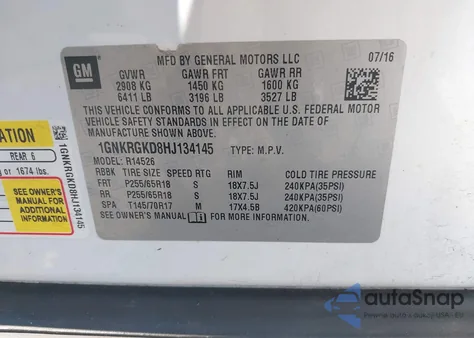 GM
MFD BY GENERAL MOTORS LLC 07/16
GVWR GAWR FRT GAWR RR
2908 KG 1450 KG 1600 KG
6411 LB 3196 LB 3527 LB
THIS VEHICLE CONFORMS TO ALL APPLICABLE U.S. FEDERAL MOTOR
VEHICLE SAFETY STANDARDS IN EFFECT ON THE DATE OF
MANUFACTURE SHOWN ABOVE.
1GNKRGKD8HJ134145 TYPE: M.P.V.
MODEL: R14526
RBBK TIRE SIZE SPEED RTG RIM COLD TIRE PRESSURE
FRT P255/65R18 S 18X7.5J 240KPA(35PSI)
RR P255/65R18 S 18X7.5J 240KPA(35PSI)
SPA T145/70R17 M 17X4.5B 420KPA(60PSI)
SEE OWNER'S MANUAL FOR MORE INFORMATION
REAR 6
or 1674 lbs.
SEE OWNER'S
MANUAL FOR
ADDITIONAL
INFORMATION
1GNKRGKD8HJ134145
autoSnap